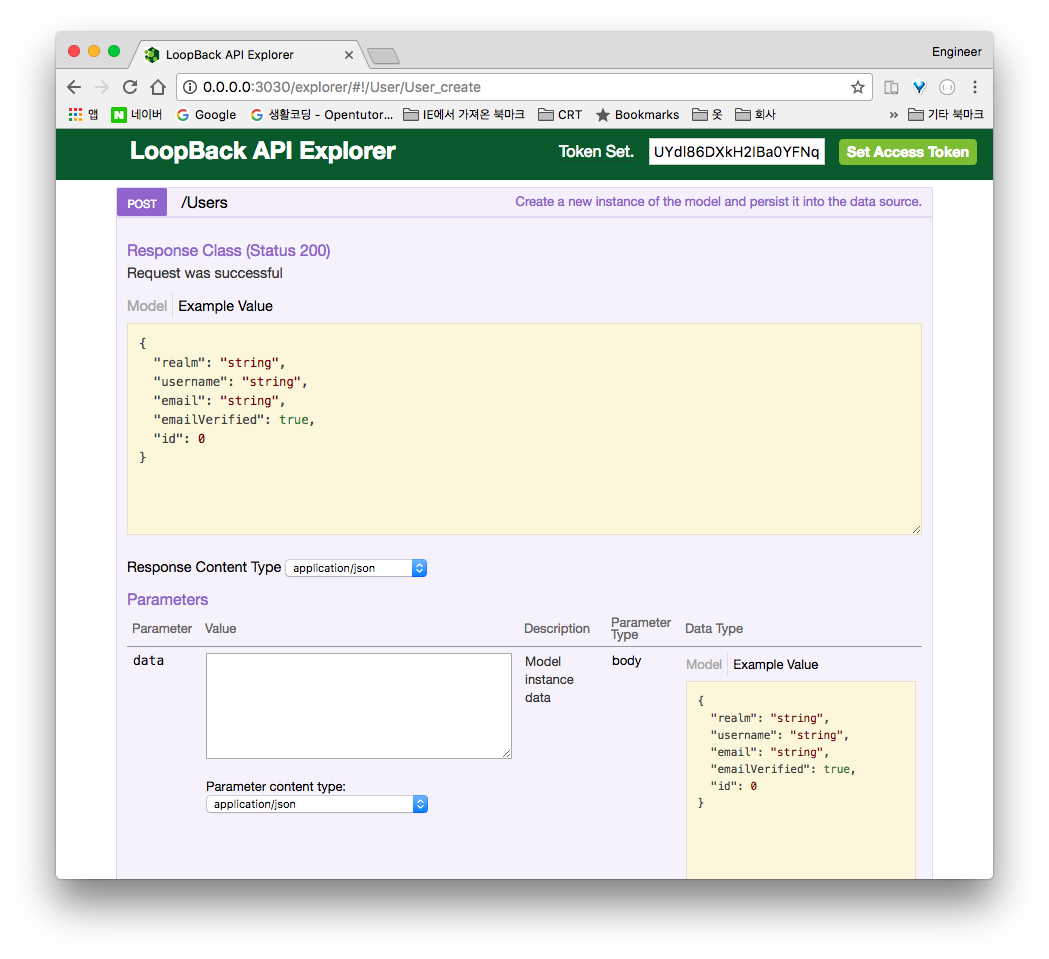 LoopBack API Explorer
Engineer
0.0.0.0:3030/explorer/#!/User/User_create
앱 네이버 Google 생활코딩 - Opentutor... IE에서 가져온 북마크 CRT Bookmarks 옷 회사 » 기타 북마크
LoopBack API Explorer Token Set. UYdI86DXkH2IBa0YFNq Set Access Token
POST /Users Create a new instance of the model and persist it into the data source.
Response Class (Status 200)
Request was successful
Model Example Value
{
"realm": "string",
"username": "string",
"email": "string",
"emailVerified": true,
"id": 0
}
Response Content Type application/json
Parameters
Parameter Value Description Parameter Type Data Type
data
Model instance data
body
Model Example Value
{
"realm": "string",
"username": "string",
"email": "string",
"emailVerified": true,
"id": 0
}
Parameter content type:
application/json